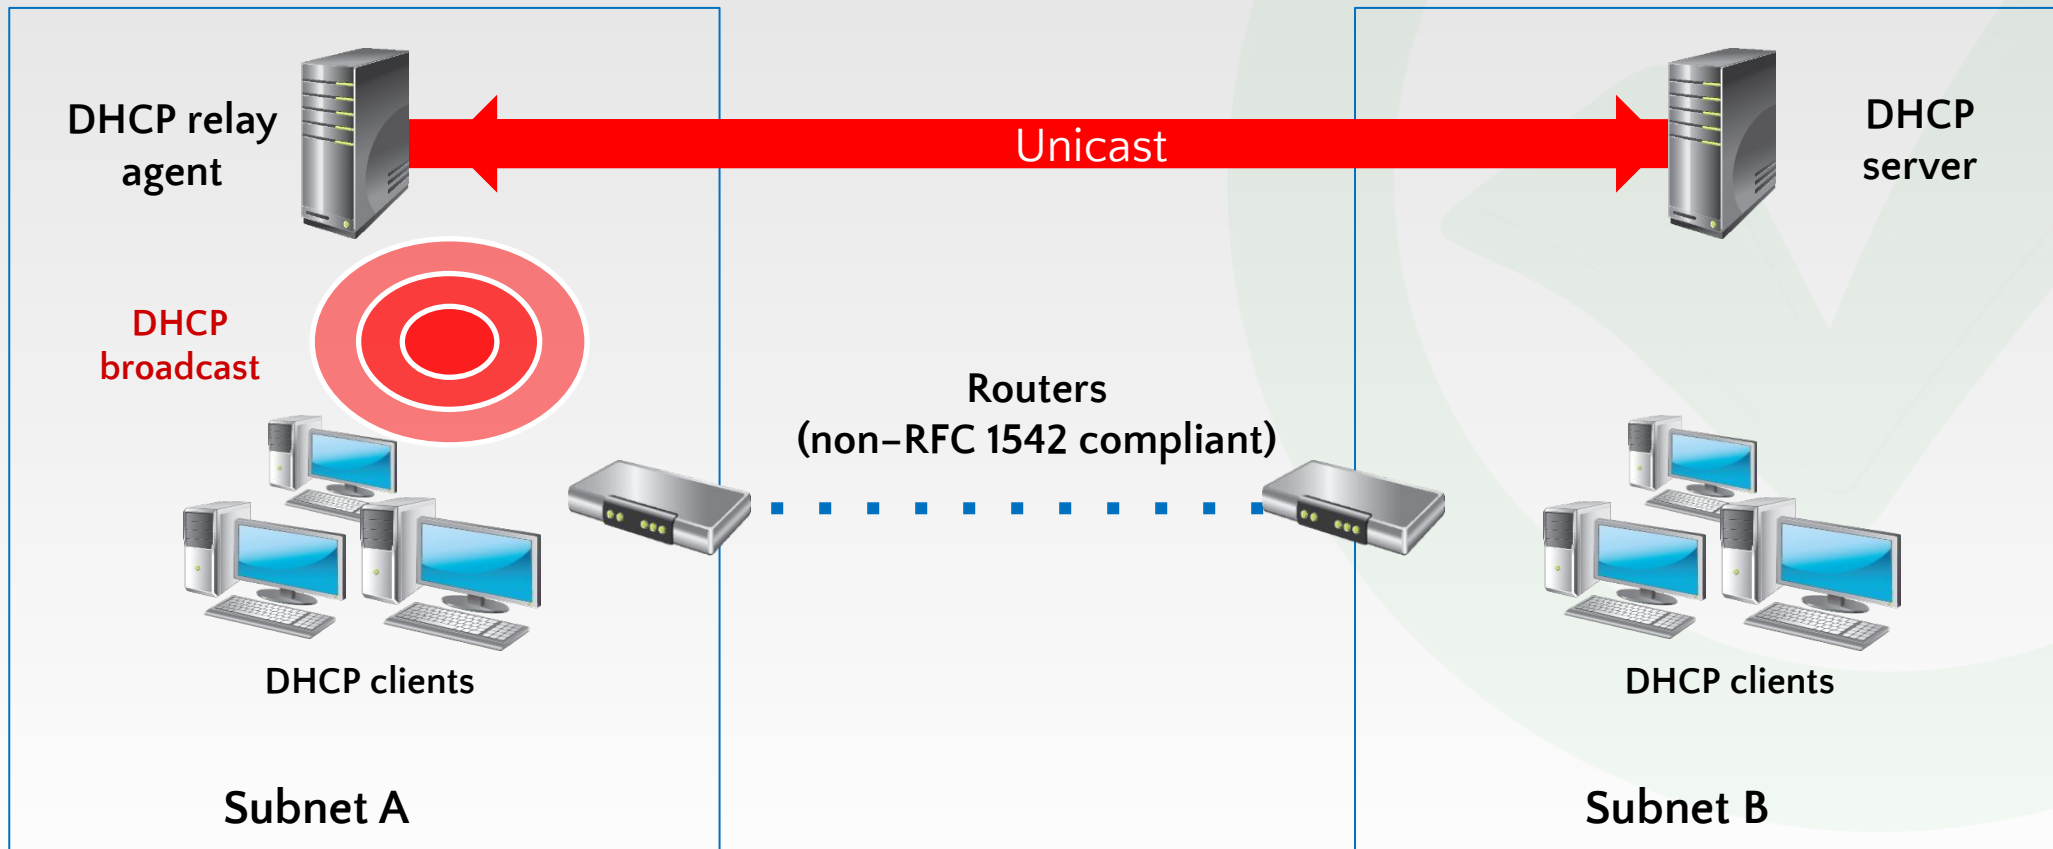 DHCP relay
agent
Unicast
DHCP
server
DHCP
broadcast
Routers
(non–RFC 1542 compliant)
DHCP clients
DHCP clients
Subnet A
Subnet B